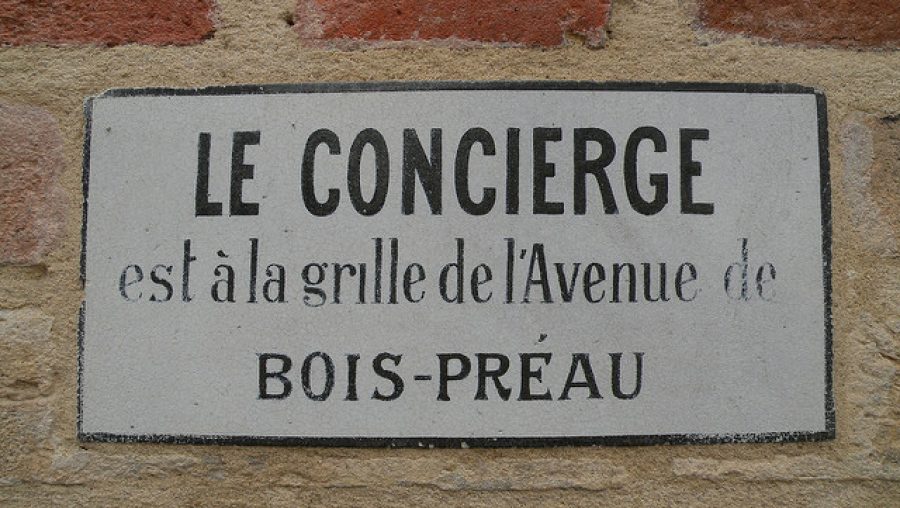 LE CONCIERGE
est à la grille de l'Avenue de
BOIS-PRÉAU